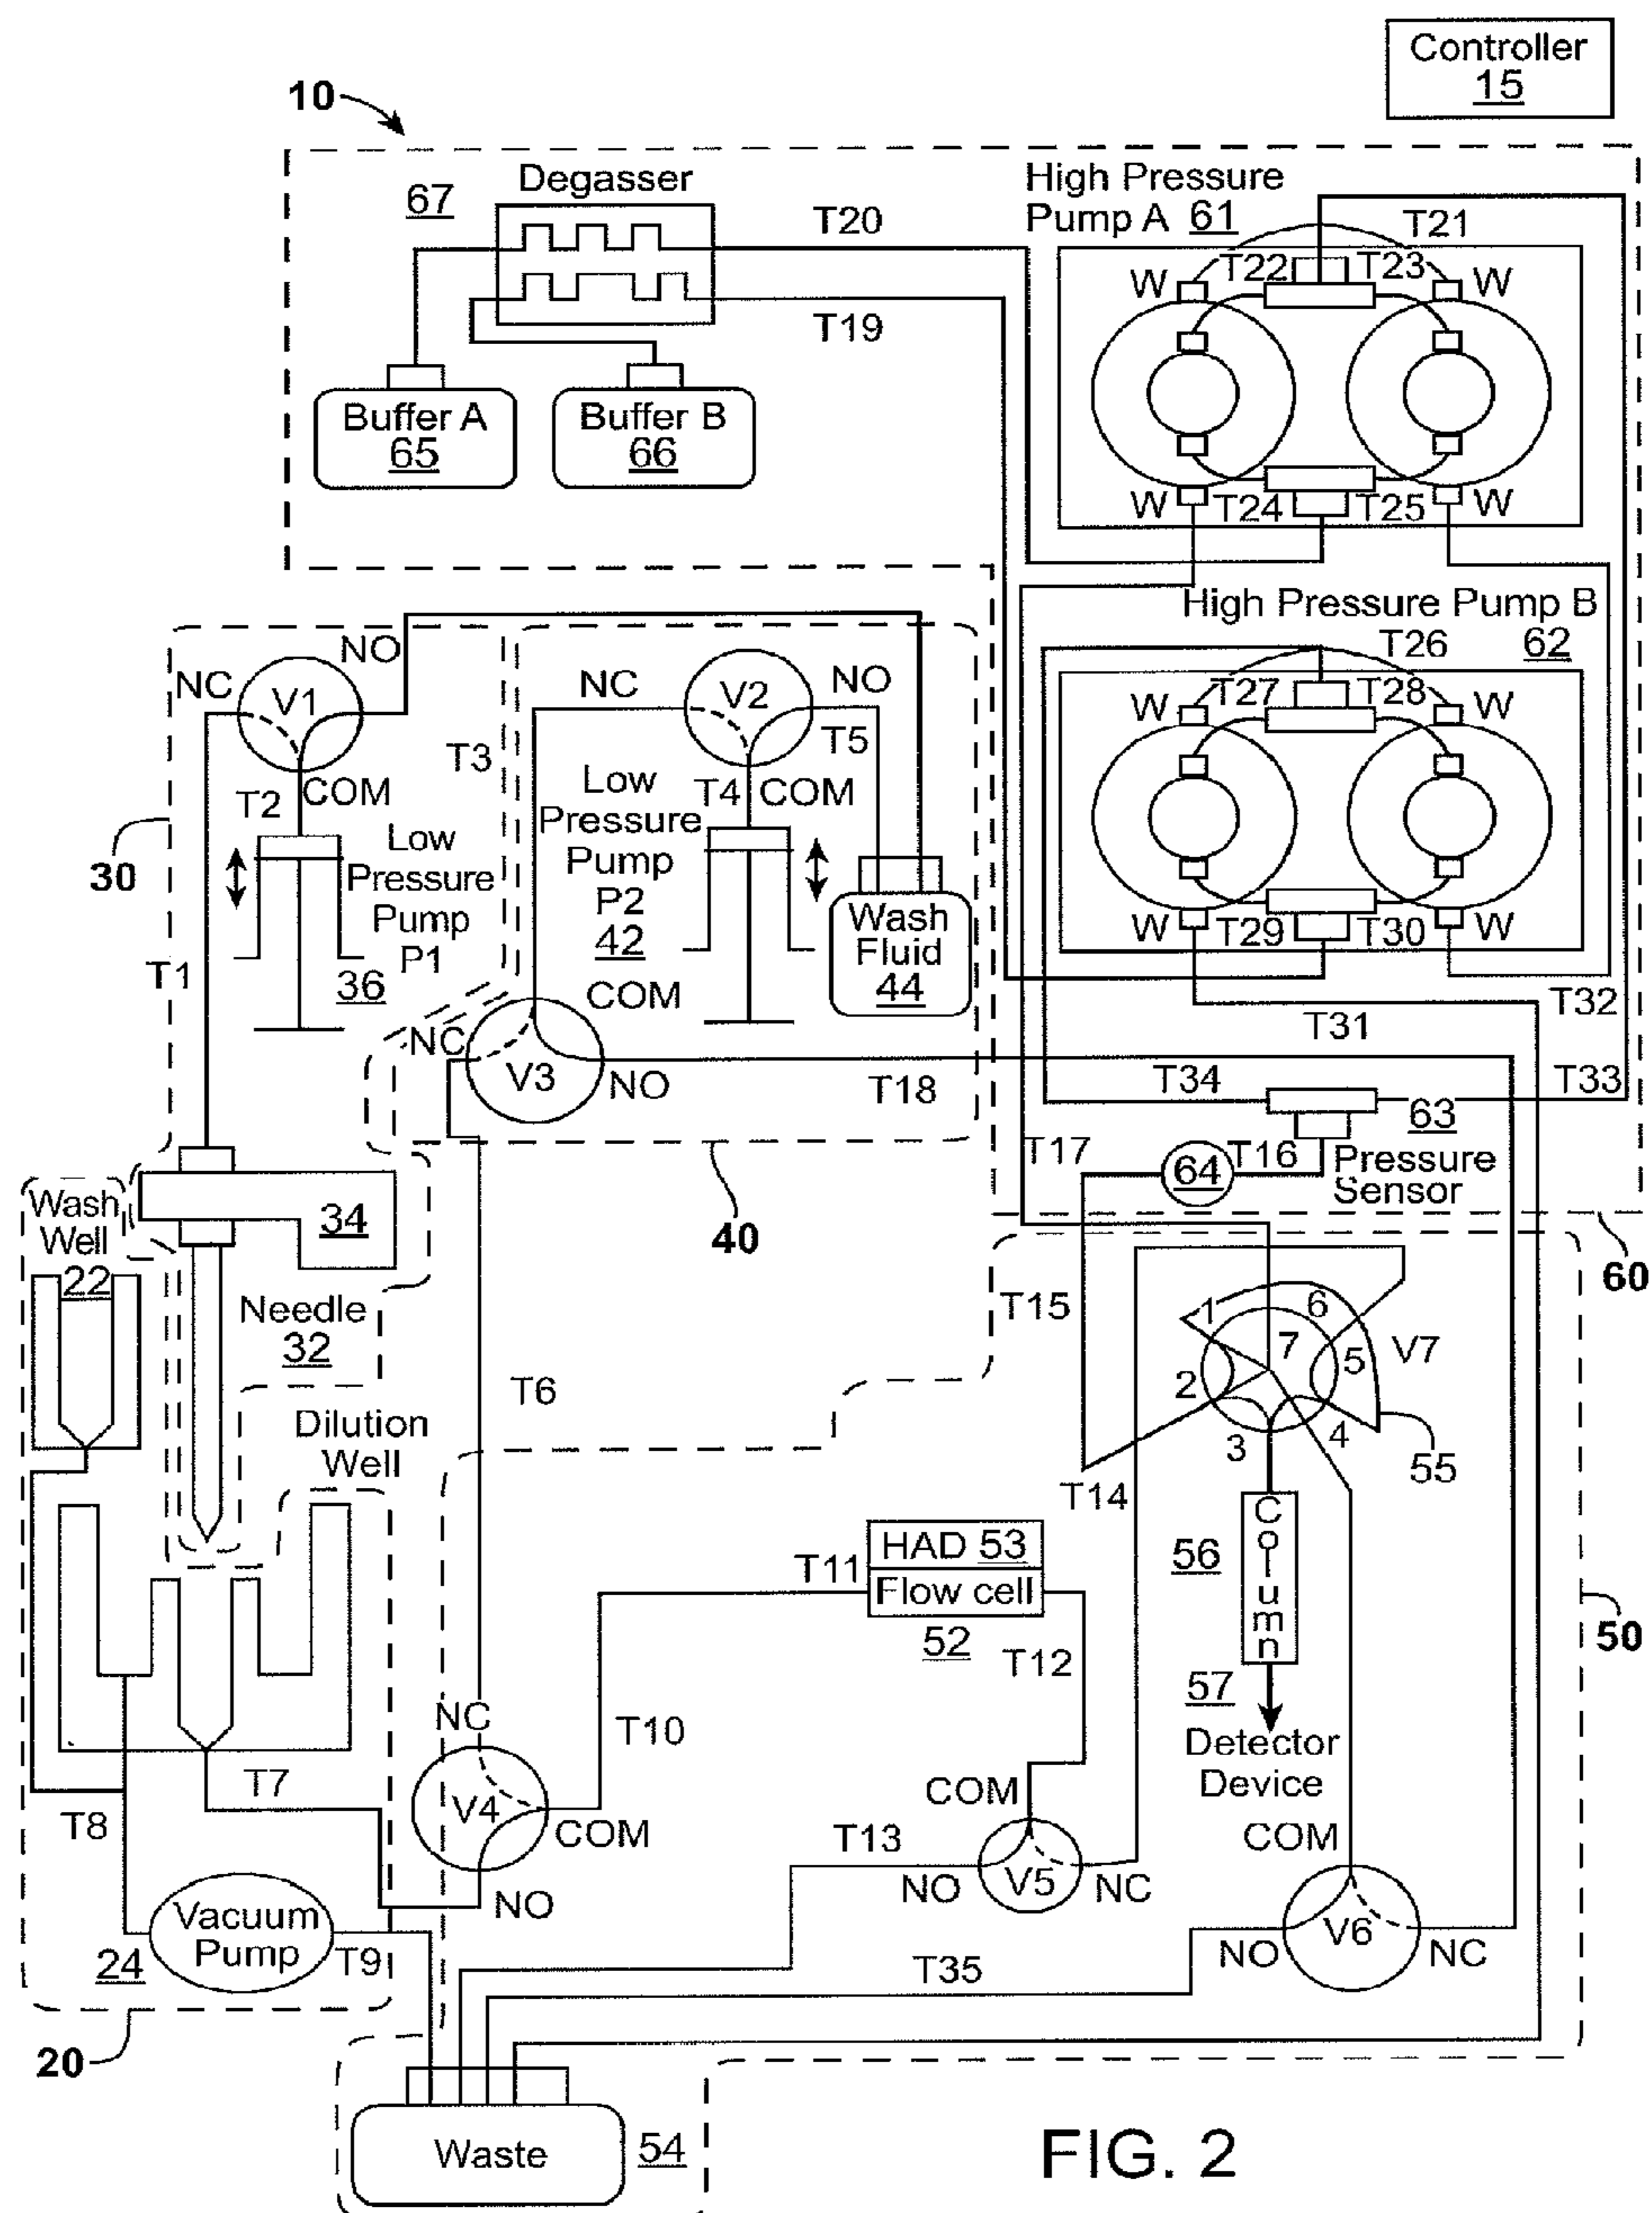 Controller
15
10
67
Degasser
T20
T19
High Pressure
Pump A 61
T21
W
T22
T23
W
Buffer A
65
Buffer B
66
W
T24
T25
W
High Pressure Pump B
62
T26
W
T27
T28
W
W
T29
T30
W
T32
T31
NC
V1
NO
T2
COM
Low
Pressure
Pump
P1
36
30
T1
T3
NC
V2
NO
T5
T4
COM
Low
Pressure
Pump
P2
42
Wash
Fluid
44
COM
NC
V3
NO
T18
T34
T33
63
T17
64
T16
Pressure
Sensor
40
60
Wash
Well
22
34
Needle
32
Dilution
Well
T6
T15
1
6
7
5
V7
2
3
4
55
T14
Column
56
57
Detector
Device
50
HAD 53
Flow cell
52
T11
T12
T10
NC
V4
COM
NO
T7
T8
Vacuum
Pump
24
T9
20
COM
T13
NO
V5
NC
COM
NO
V6
NC
T35
Waste
54
FIG. 2